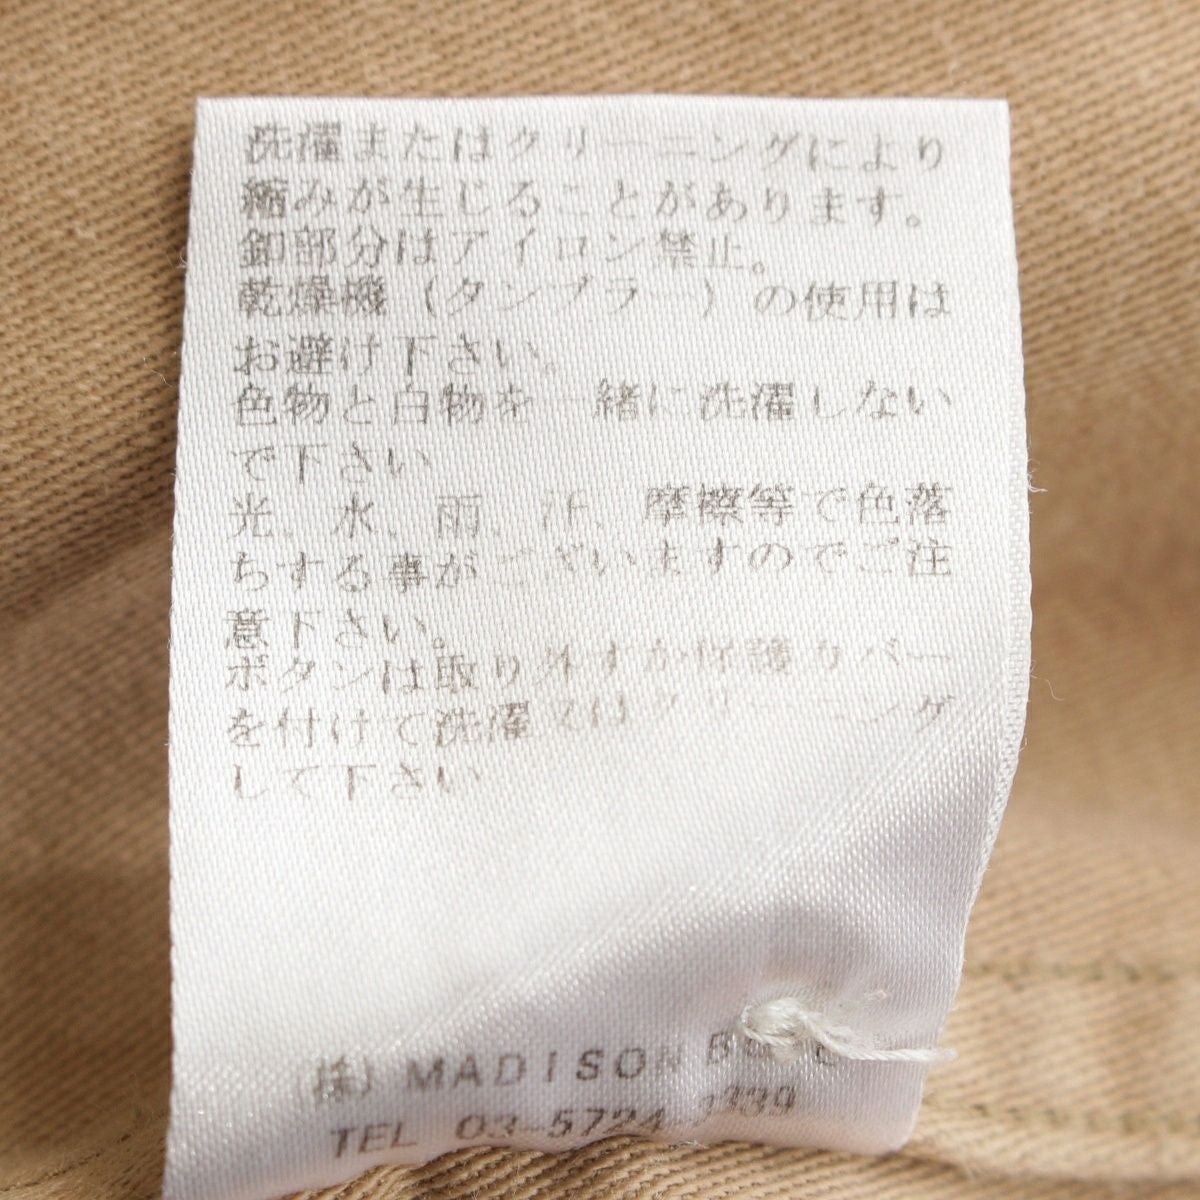 洗濯またはクリーニングにより
縮みが生じることがあります。
釦部分はアイロン禁止。
乾燥機(タンブラー)の使用は
お避け下さい。
色物と白物を一緒に洗濯しない
で下さい
光、水、雨、汗、摩擦等で色落
ちする事がございますのでご注
意下さい。
ボタンは取り外すか保護カバー
を付けて洗濯又はクリーニング
して下さい
(株) MADISON
TEL 03-5724-